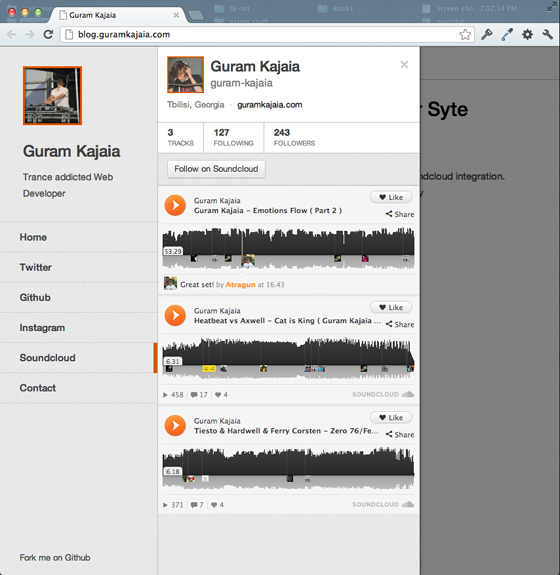 fb-tst
Books
Screen sho...7.07.14 PM
Guram Kajaia
blog.guramkajaia.com
Guram Kajaia
Trance addicted Web
Developer
Home
Twitter
Github
Instagram
Soundcloud
Contact
Fork me on Github
Guram Kajaia
guram-kajaia
Tbilisi, Georgia · guramkajaia.com
3 127 243
TRACKS FOLLOWING FOLLOWERS
Follow on Soundcloud
Guram Kajaia
Like
Guram Kajaia - Emotions Flow ( Part 2 )
Share
53.29
Great set! by Atragun at 16.43
Guram Kajaia
Like
Heatbeat vs Axwell - Cat is King ( Guram Kajaia ...
Share
6.31
458 17 4 SOUNDCLOUD
Guram Kajaia
Like
Tiesto & Hardwell & Ferry Corsten - Zero 76/Fe...
Share
6.18
371 7 4 SOUNDCLOUD
r Syte
ndcloud integration.
y